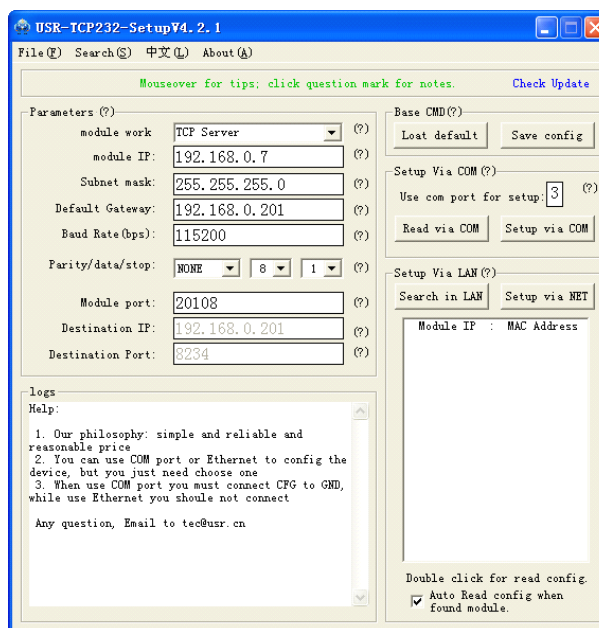 USR-TCP232-SetupV4.2.1
File(F) Search(S) 中文(L) About(A)
Mouseover for tips; click question mark for notes. Check Update
Parameters (?)
module work TCP Server (?)
module IP: 192.168.0.7 (?)
Subnet mask: 255.255.255.0 (?)
Default Gateway: 192.168.0.201 (?)
Baud Rate(bps): 115200 (?)
Parity/data/stop: NONE 8 1 (?)
Module port: 20108 (?)
Destination IP: 192.168.0.201 (?)
Destination Port: 8234 (?)
logs
Help:
1. Our philosophy: simple and reliable and
reasonable price
2. You can use COM port or Ethernet to config the
device, but you just need choose one
3. When use COM port you must connect CFG to GND,
while use Ethernet you shoule not connect
Any question, Email to tec@usr.cn
Base CMD(?)
Loat default Save config
Setup Via COM(?)
Use com port for setup: 3 (?)
Read via COM Setup via COM
Setup Via LAN(?)
Search in LAN Setup via NET
Module IP : MAC Address
Double click for read config.
Auto Read config when
found module.